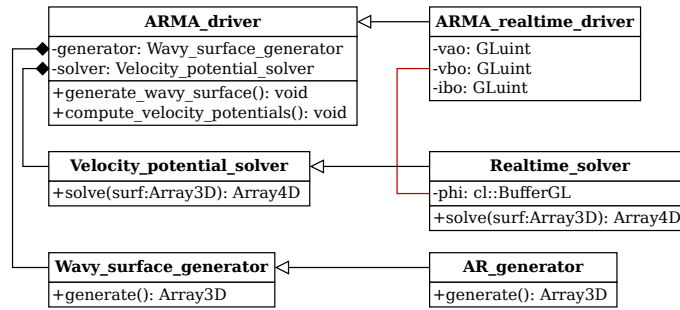 ARMA_driver
-generator: Wavy_surface_generator
-solver: Velocity_potential_solver
+generate_wavy_surface(): void
+compute_velocity_potentials(): void
ARMA_realtime_driver
-vao: GLuint
-vbo: GLuint
-ibo: GLuint
Velocity_potential_solver
+solve(surf:Array3D): Array4D
Realtime_solver
-phi: cl::BufferGL
+solve(surf:Array3D): Array4D
Wavy_surface_generator
+generate(): Array3D
AR_generator
+generate(): Array3D